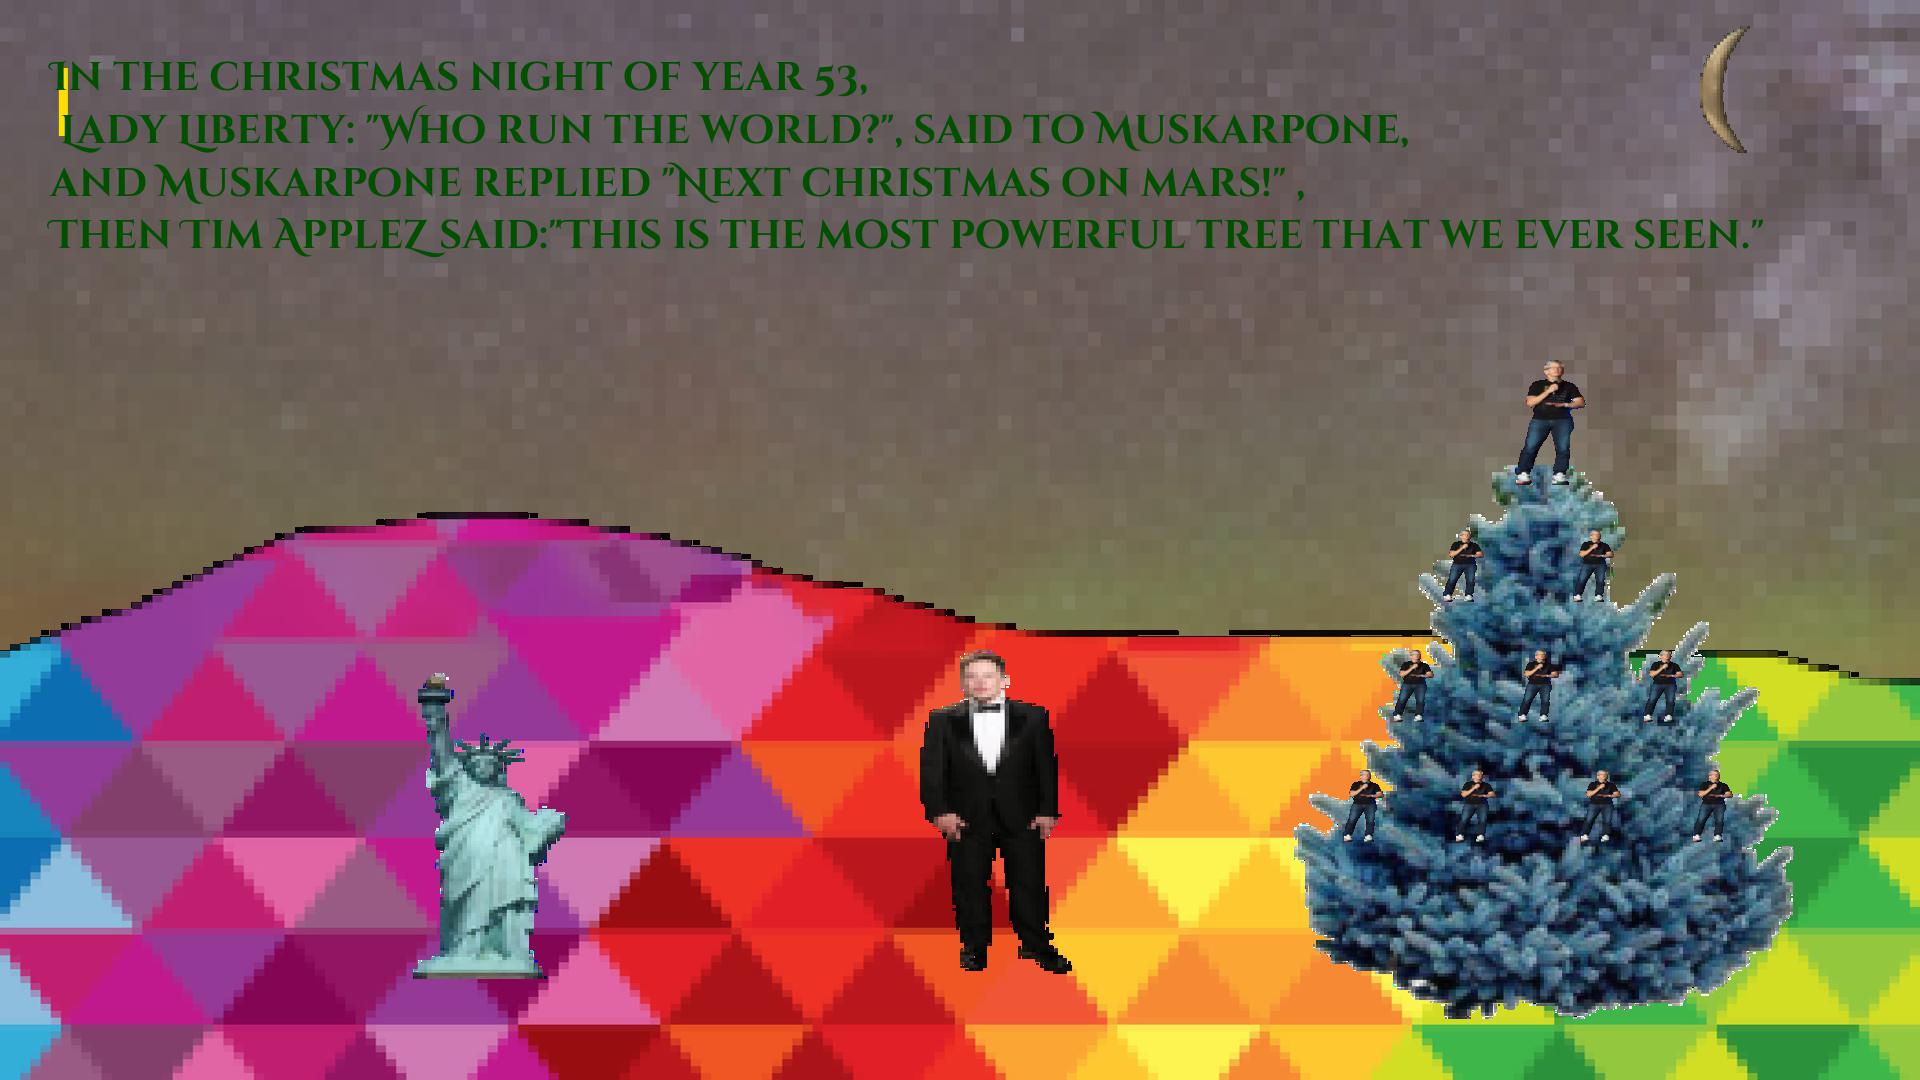 In the Christmas night of year 53,
Lady Liberty: "Who run the world?", said to Muskarpone,
and Muskarpone replied "Next Christmas on Mars!" ,
Then Tim Applez said:"This is the most powerful tree that we ever seen."